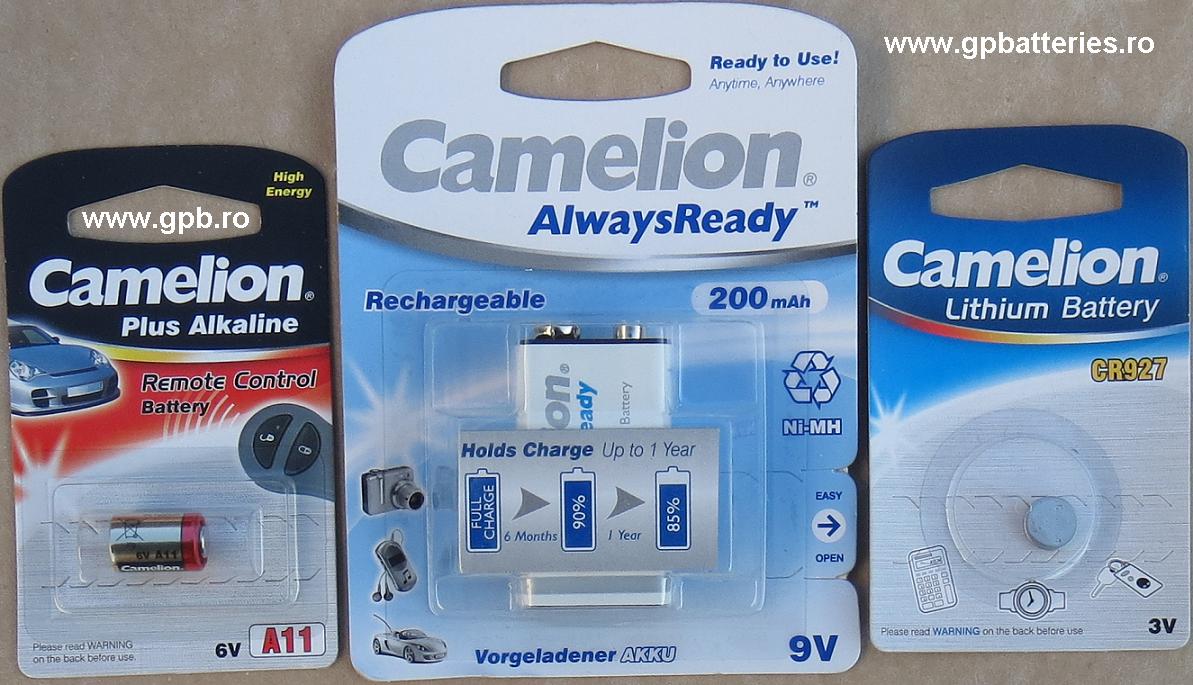 www.gpbatteries.ro
High
Energy
www.gpb.ro
Camelion®
Plus Alkaline
Remote Control
Battery
6V A11
Camelion
Please read WARNING
on the back before use.
6V
A11
Ready to Use!
Anytime, Anywhere
Camelion®
AlwaysReady™
Rechargeable
200 mAh
on®
eady
Battery
Ni-MH
Holds Charge Up to 1 Year
FULL CHARGE
90%
85%
6 Months
1 Year
EASY
OPEN
Vorgeladener AKKU
9V
Camelion®
Lithium Battery
CR927
Please read WARNING on the back before use.
3V